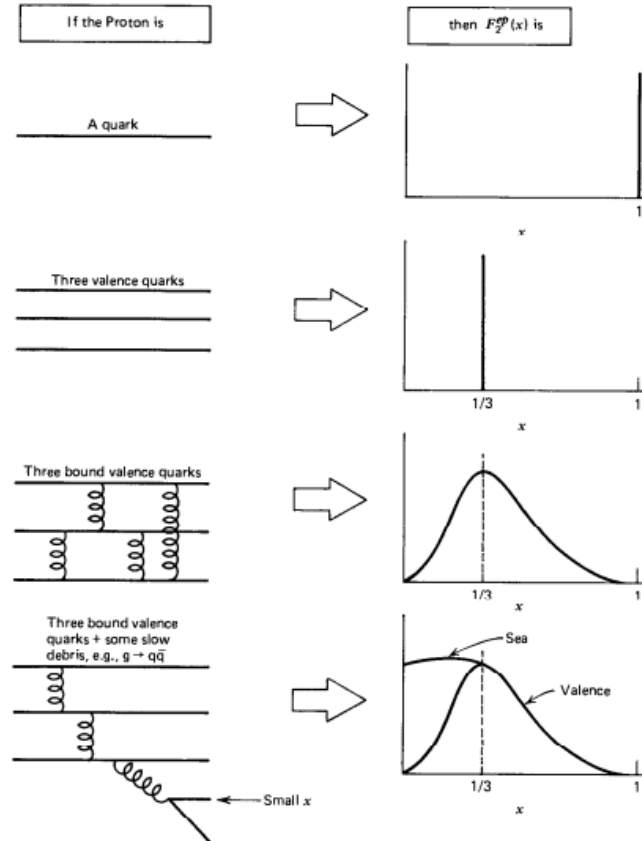 If the Proton is
then F₂ᵉᵖ(x) is
A quark
1
x
Three valence quarks
1/3
1
x
Three bound valence quarks
1/3
1
x
Three bound valence
quarks + some slow
debris, e.g., g → qq̄
Small x
Sea
Valence
1/3
1
x